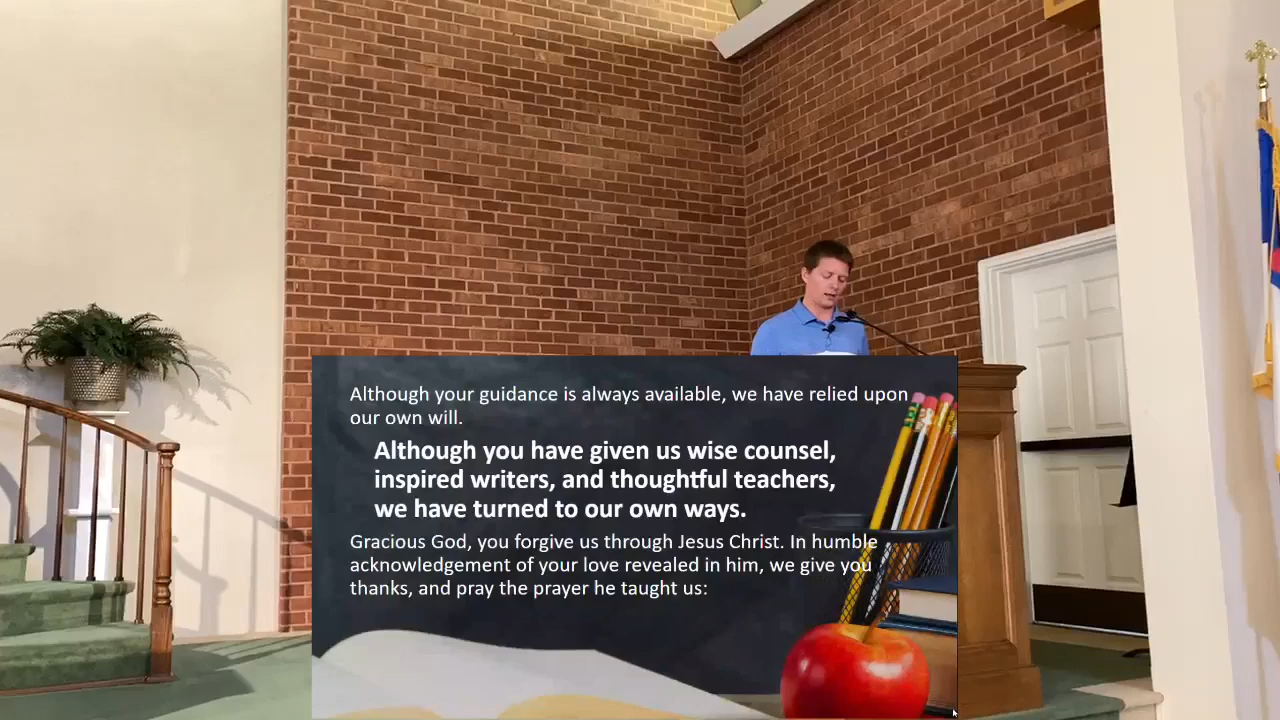 Although your guidance is always available, we have relied upon
our own will.
Although you have given us wise counsel,
inspired writers, and thoughtful teachers,
we have turned to our own ways.
Gracious God, you forgive us through Jesus Christ. In humble
acknowledgement of your love revealed in him, we give you
thanks, and pray the prayer he taught us: